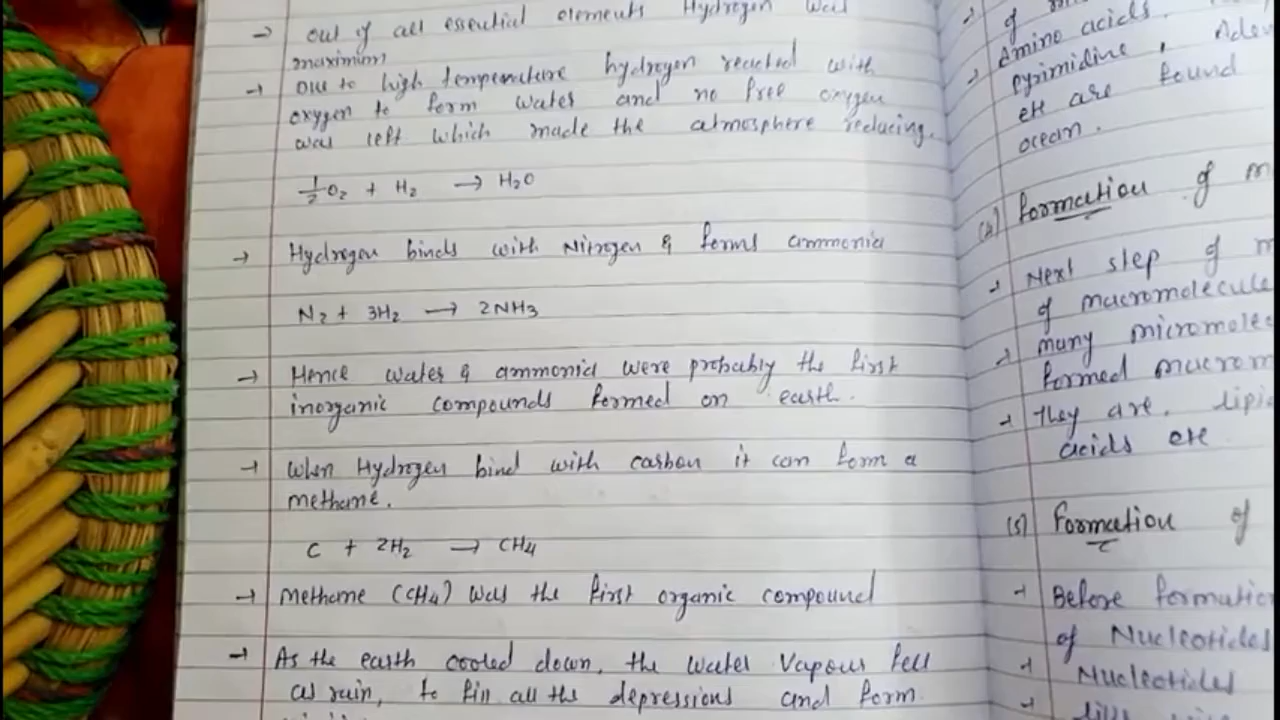 → out of all essential elements Hydrogen was
maximum
→ Due to high temperature hydrogen reacted with
oxygen to form water and no free oxygen
was left which made the atmosphere reducing.
½O₂ + H₂ → H₂O
→ Hydrogen binds with Nitrogen & forms ammonia
N₂ + 3H₂ → 2NH₃
→ Hence water & ammonia were probably the first
inorganic compounds formed on earth.
→ When Hydrogen bind with carbon it can form a
methane.
C + 2H₂ → CH₄
→ Methane (CH₄) was the first organic compound
→ As the earth cooled down, the water vapour fell
as rain, to fill all the depressions and form
of
→ Amino acids.
pyrimidine,
etc are found
ocean.
Formation of
→ Next step of
of macromolecule
→ many
formed
→ They are.
acids etc
(5) Formation of
→ Before
of Nucleotides
→ Nucleotides